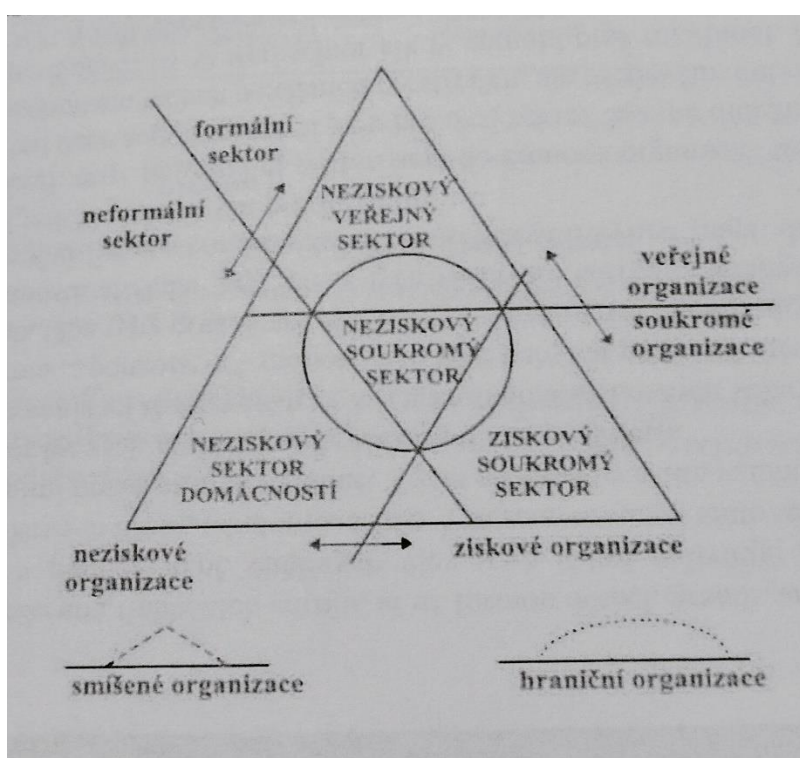 formální
sektor
neformální
sektor
NEZISKOVÝ
VEŘEJNÝ
SEKTOR
veřejné
organizace
soukromé
organizace
NEZISKOVÝ
SOUKROMÝ
SEKTOR
NEZISKOVÝ
SEKTOR
DOMÁCNOSTÍ
ZISKOVÝ
SOUKROMÝ
SEKTOR
neziskové
organizace
ziskové organizace
smíšené organizace
hraniční organizace